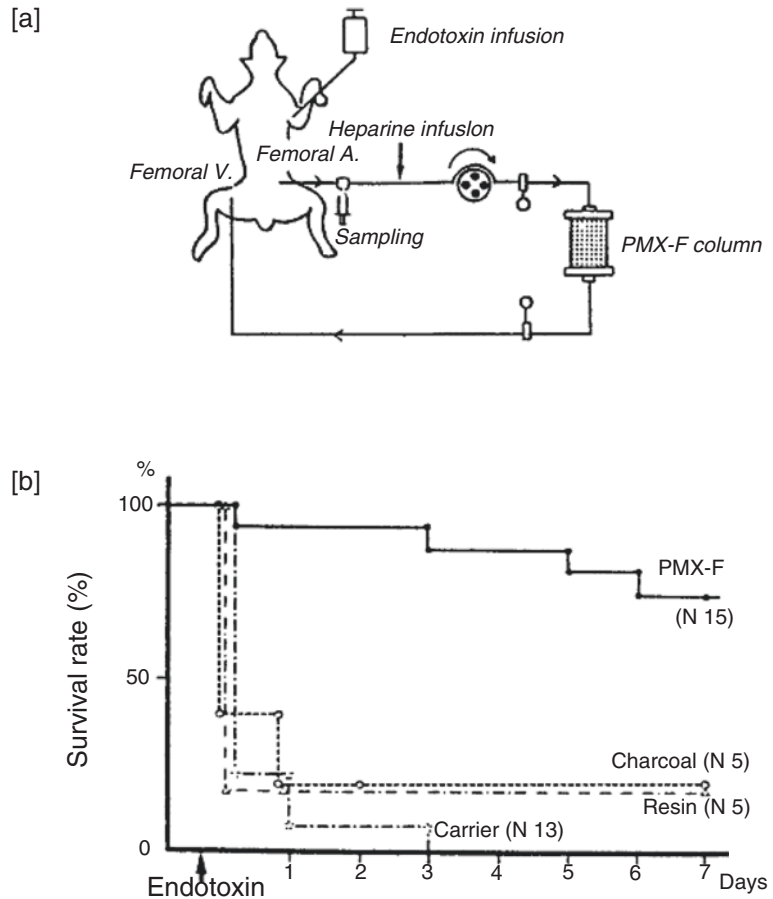 [a]
Endotoxin infusion
Heparine infuslon
Femoral A.
Femoral V.
Sampling
PMX-F column
[b]
%
100
50
0
Survival rate (%)
PMX-F
(N 15)
Charcoal (N 5)
Resin (N 5)
Carrier (N 13)
1 2 3 4 5 6 7 Days
Endotoxin